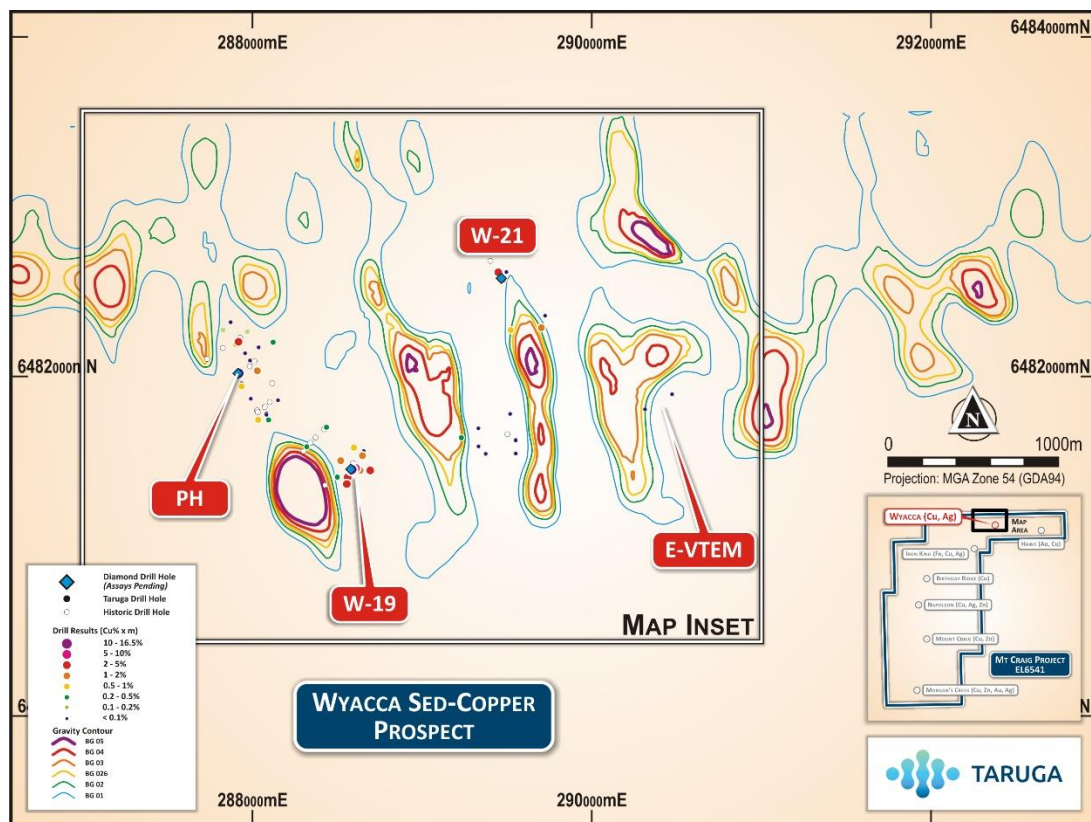 288000mE
290000mE
292000mE
6484000mN
W-21
6482000mN
6482000mN
PH
W-19
E-VTEM
MAP INSET
WYACCA SED-COPPER
PROSPECT
N
0
1000m
Projection: MGA Zone 54 (GDA94)
WYACCA (Cu, Ag)
MAP
AREA
HAWT (Au, Cu)
IRON KING (Fe, Cu, Ag)
BIRTHDAY RIDGE (Cu)
NAPOLEON (Cu, Ag, Zn)
MOUNT CRAIG (Cu, Zn)
MT CRAIG PROJECT
EL6541
MORGAN'S CREEK (Cu, Zn, Au, Ag)
N
TARUGA
Diamond Drill Hole
(Assays Pending)
Taruga Drill Hole
Historic Drill Hole
Drill Results (Cu% x m)
10 - 16.5%
5 - 10%
2 - 5%
1 - 2%
0.5 - 1%
0.2 - 0.5%
0.1 - 0.2%
< 0.1%
Gravity Contour
BG 05
BG 04
BG 03
BG 026
BG 02
BG 01
288000mE
290000mE